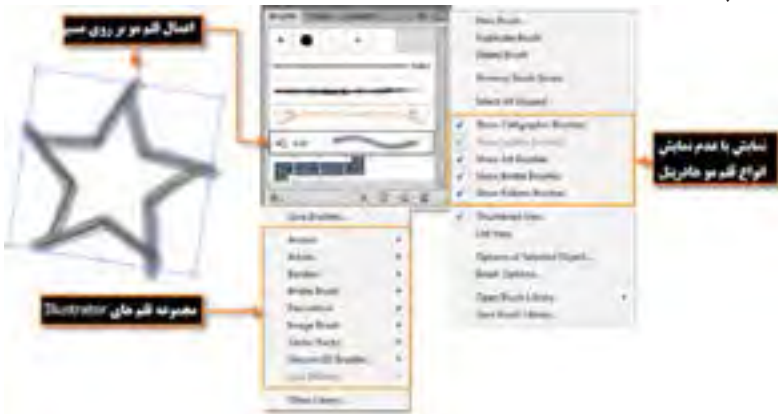 اعمال قلم مو بر روی مسیر
New Brush
Duplicate Brush
Delete Brush
Remove Brush Stroke
Select All Unused
Show Calligraphic Brushes
Show Scatter Brushes
Show Art Brushes
Show Bristle Brushes
Show Pattern Brushes
Thumbnail View
List View
Options of Selected Object...
Brush Options...
Open Brush Library
Save Brush Library...
نمایش یا عدم نمایش
انواع قلم مو ها در پنل
Save Brushes...
Arrows
Artistic
Borders
Bristle Brush
Decorative
Image Brush
Vector Packs
User Defined
Other Library...
مجموعه قلم های Illustrator